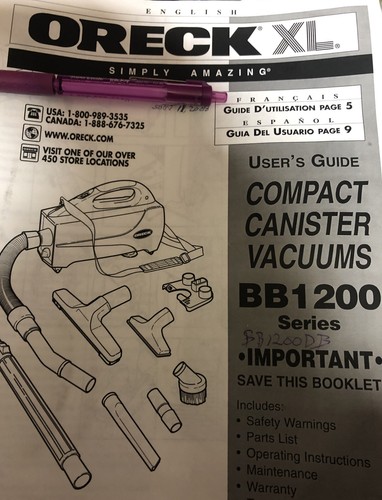 ENGLISH
ORECK XL®
SIMPLY AMAZING®
FRANÇAIS
GUIDE D'UTILISATION PAGE 5
ESPAÑOL
GUIA DEL USUARIO PAGE 9
USA: 1-800-989-3535
CANADA: 1-888-676-7325
WWW.ORECK.COM
VISIT ONE OF OUR OVER
450 STORE LOCATIONS
USER'S GUIDE
COMPACT
CANISTER
VACUUMS
BB1200
Series
BB1200DB
•IMPORTANT•
SAVE THIS BOOKLET
Includes:
• Safety Warnings
• Parts List
• Operating Instructions
• Maintenance
• Warranty
ORECK